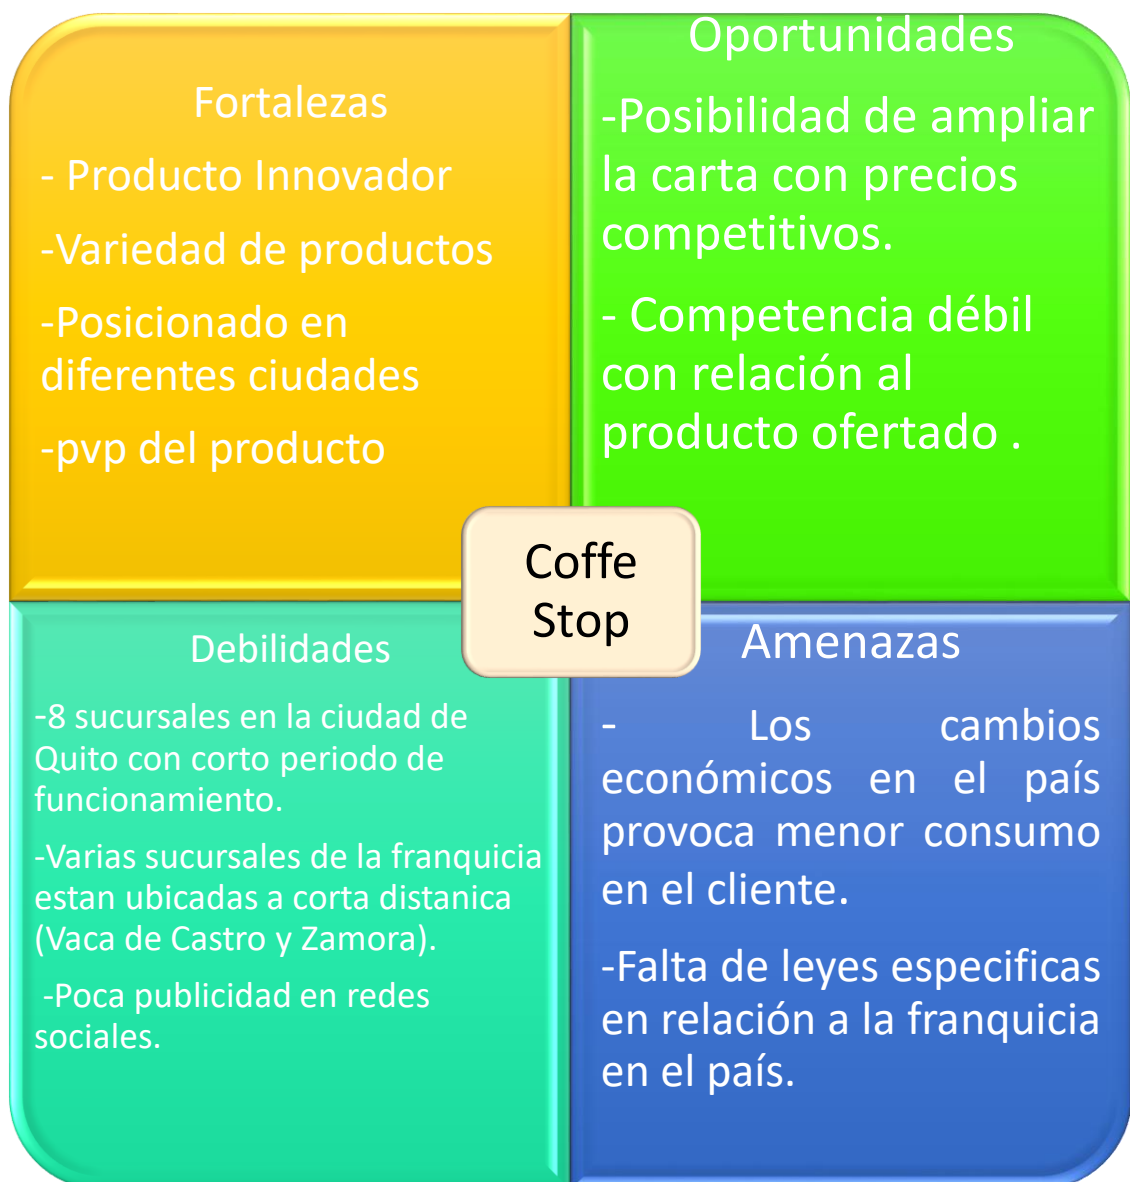 Fortalezas
- Producto Innovador
-Variedad de productos
-Posicionado en
diferentes ciudades
-pvp del producto
Oportunidades
-Posibilidad de ampliar
la carta con precios
competitivos.
- Competencia débil
con relación al
producto ofertado .
Coffe
Stop
Debilidades
-8 sucursales en la ciudad de
Quito con corto periodo de
funcionamiento.
-Varias sucursales de la franquicia
estan ubicadas a corta distanica
(Vaca de Castro y Zamora).
-Poca publicidad en redes
sociales.
Amenazas
- Los cambios
económicos en el país
provoca menor consumo
en el cliente.
-Falta de leyes especificas
en relación a la franquicia
en el país.